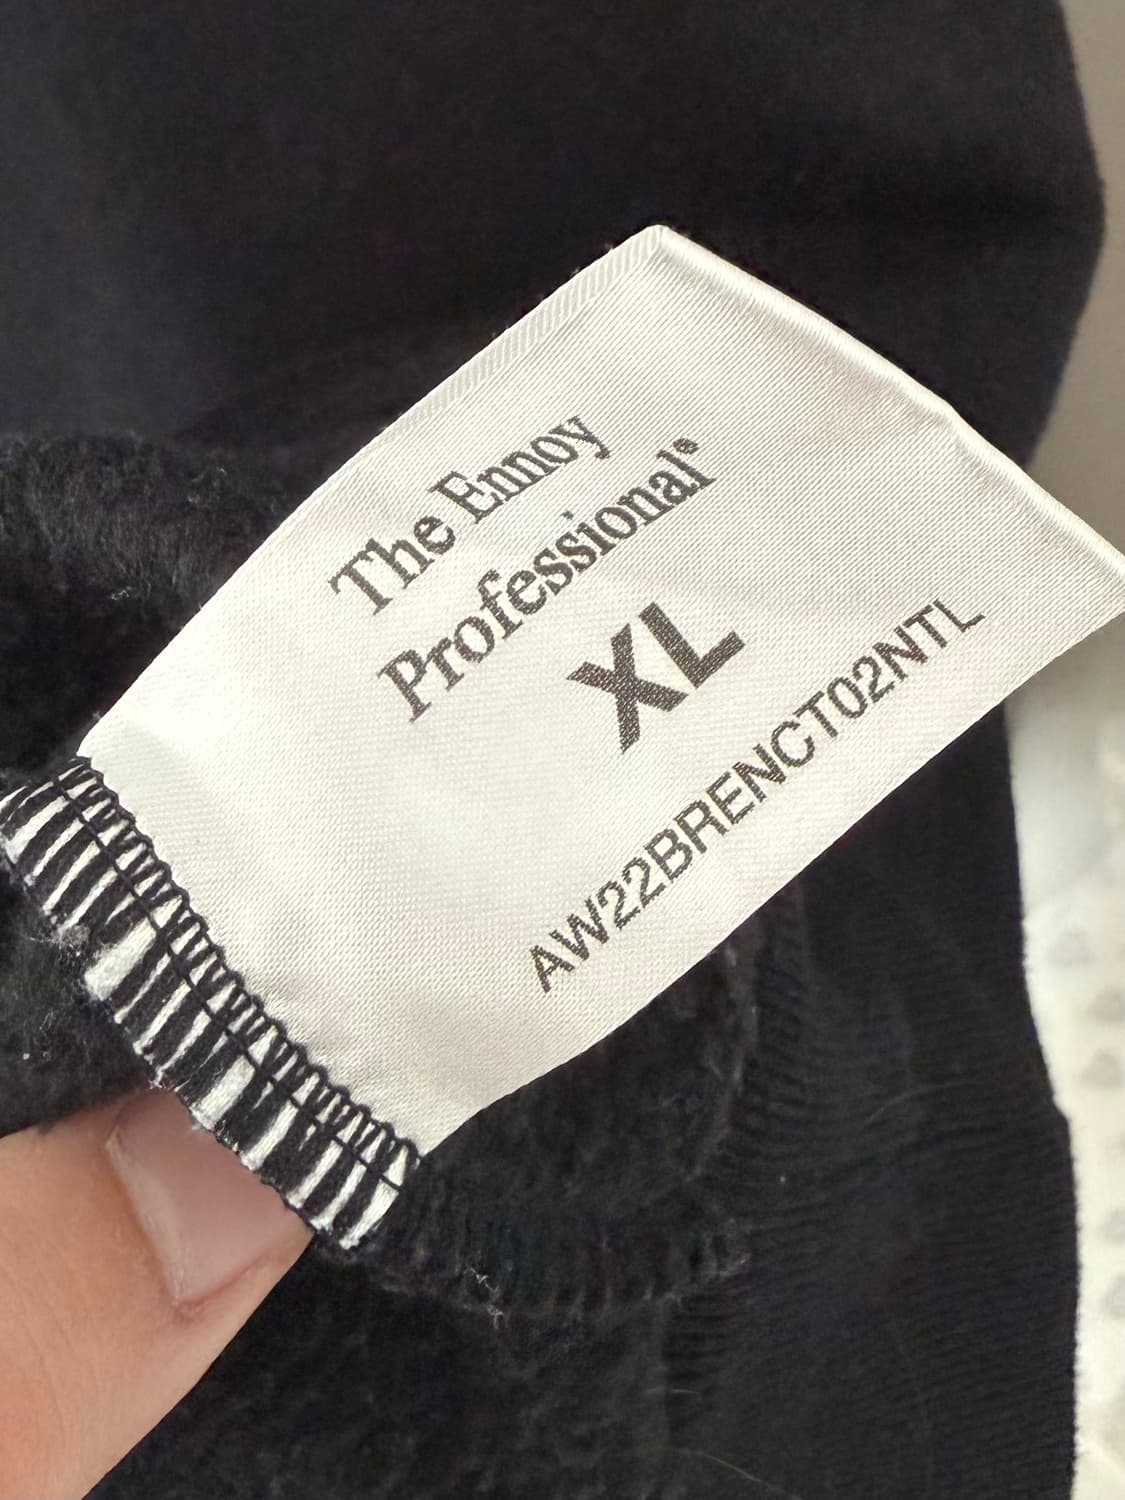 The Ennoy
Professional®
XL
AW22BRENCT02NTL